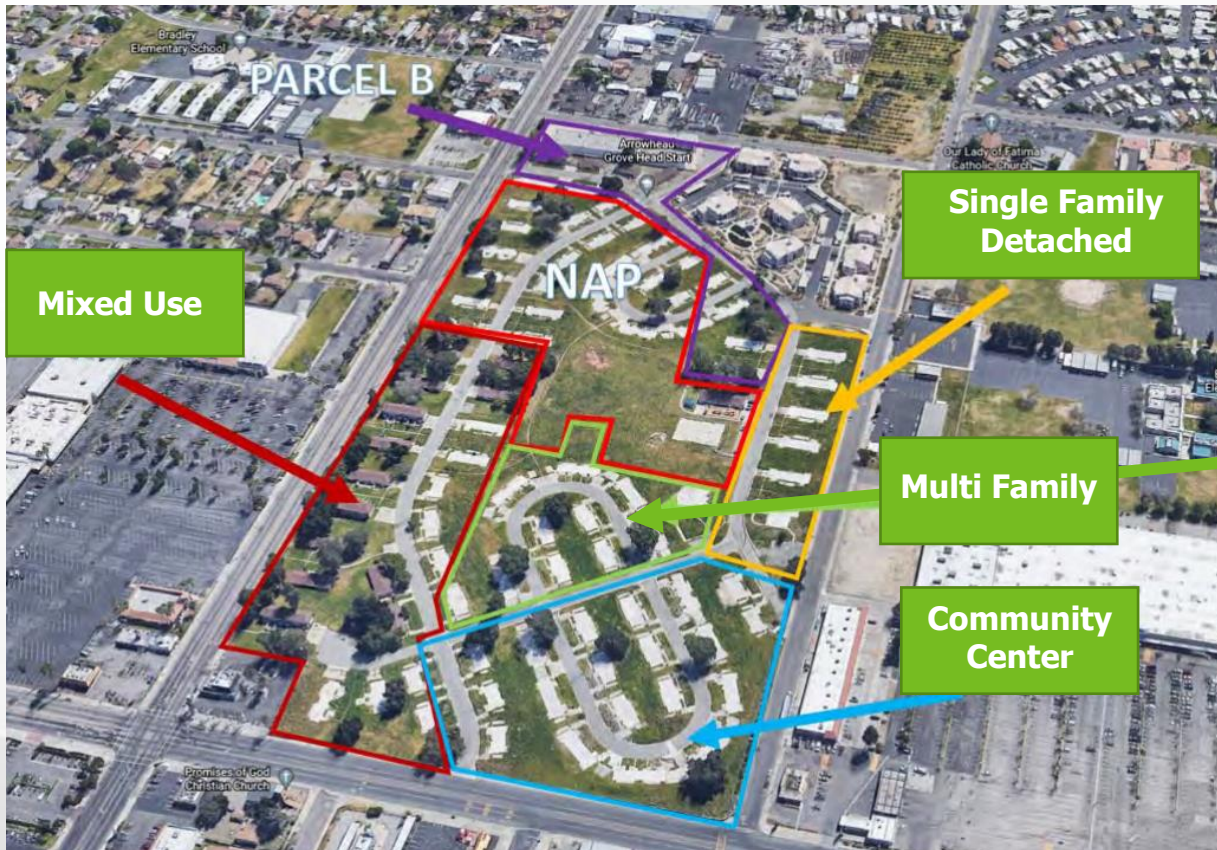 Bradley
Elementary School
PARCEL B
Arrowhead
Grove Head Start
Our Lady of Fatima
Catholic Church
Single Family
Detached
NAP
Mixed Use
Multi Family
Community
Center
Promises of God
Christian Church